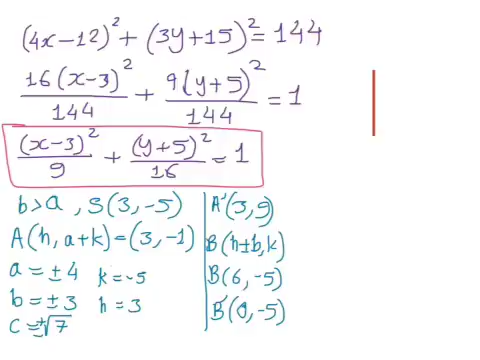 (4x-12)² + (3y+15)² = 144
16(x-3)²/144 + 9(y+5)²/144 = 1
(x-3)²/9 + (y+5)²/16 = 1
b>a, S(3,-5)
A(h, a+k) = (3,-1)
a = ±4 k = -5
b = ±3 h = 3
c = ±√7
A'(3,9)
B(h±b,k)
B(6,-5)
B'(0,-5)